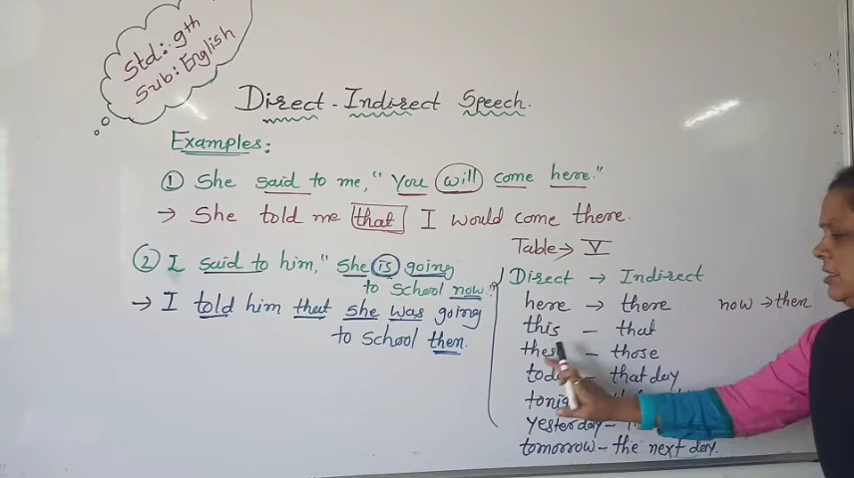 Std: 9th
Sub: English
Direct - Indirect Speech.
Examples:
① She said to me, "You will come here."
→ She told me that I would come there.
② I said to him, "She is going
to school now."
→ I told him that she was going
to school then.
Table → V
Direct → Indirect
here → there
now → then
this – that
these – those
– that day
yesterday –
tomorrow – the next day.